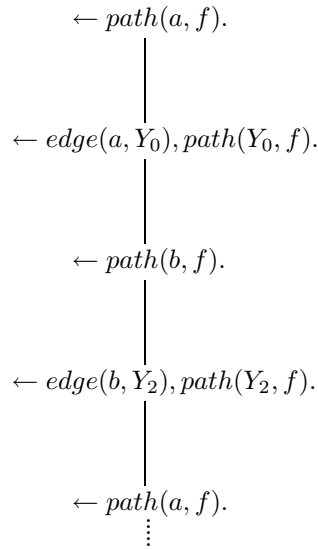 ← path(a, f).
← edge(a, Y₀), path(Y₀, f).
← path(b, f).
← edge(b, Y₂), path(Y₂, f).
← path(a, f).